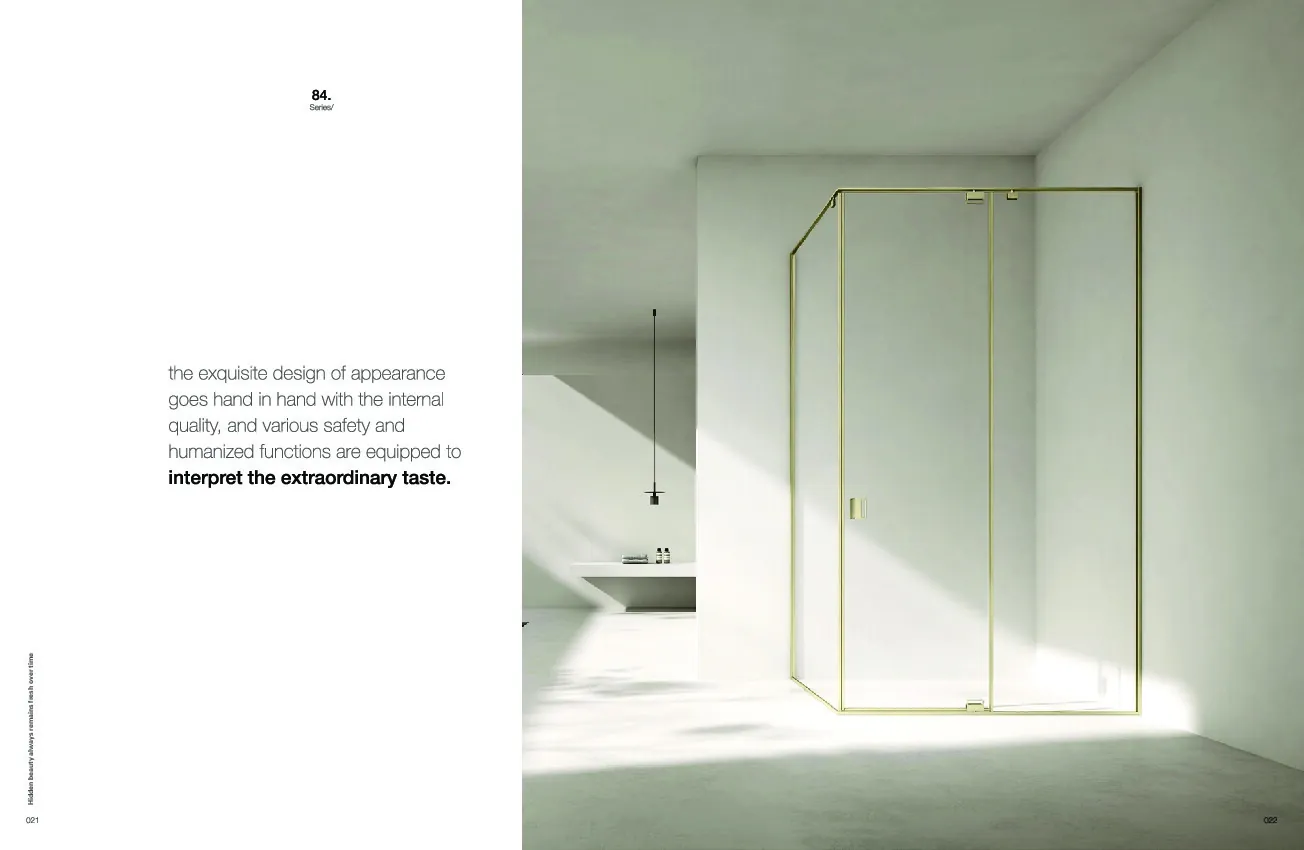 84.
Series/
the exquisite design of appearance
goes hand in hand with the internal
quality, and various safety and
humanized functions are equipped to
interpret the extraordinary taste.
Hidden beauty always remains fresh over time
021
022